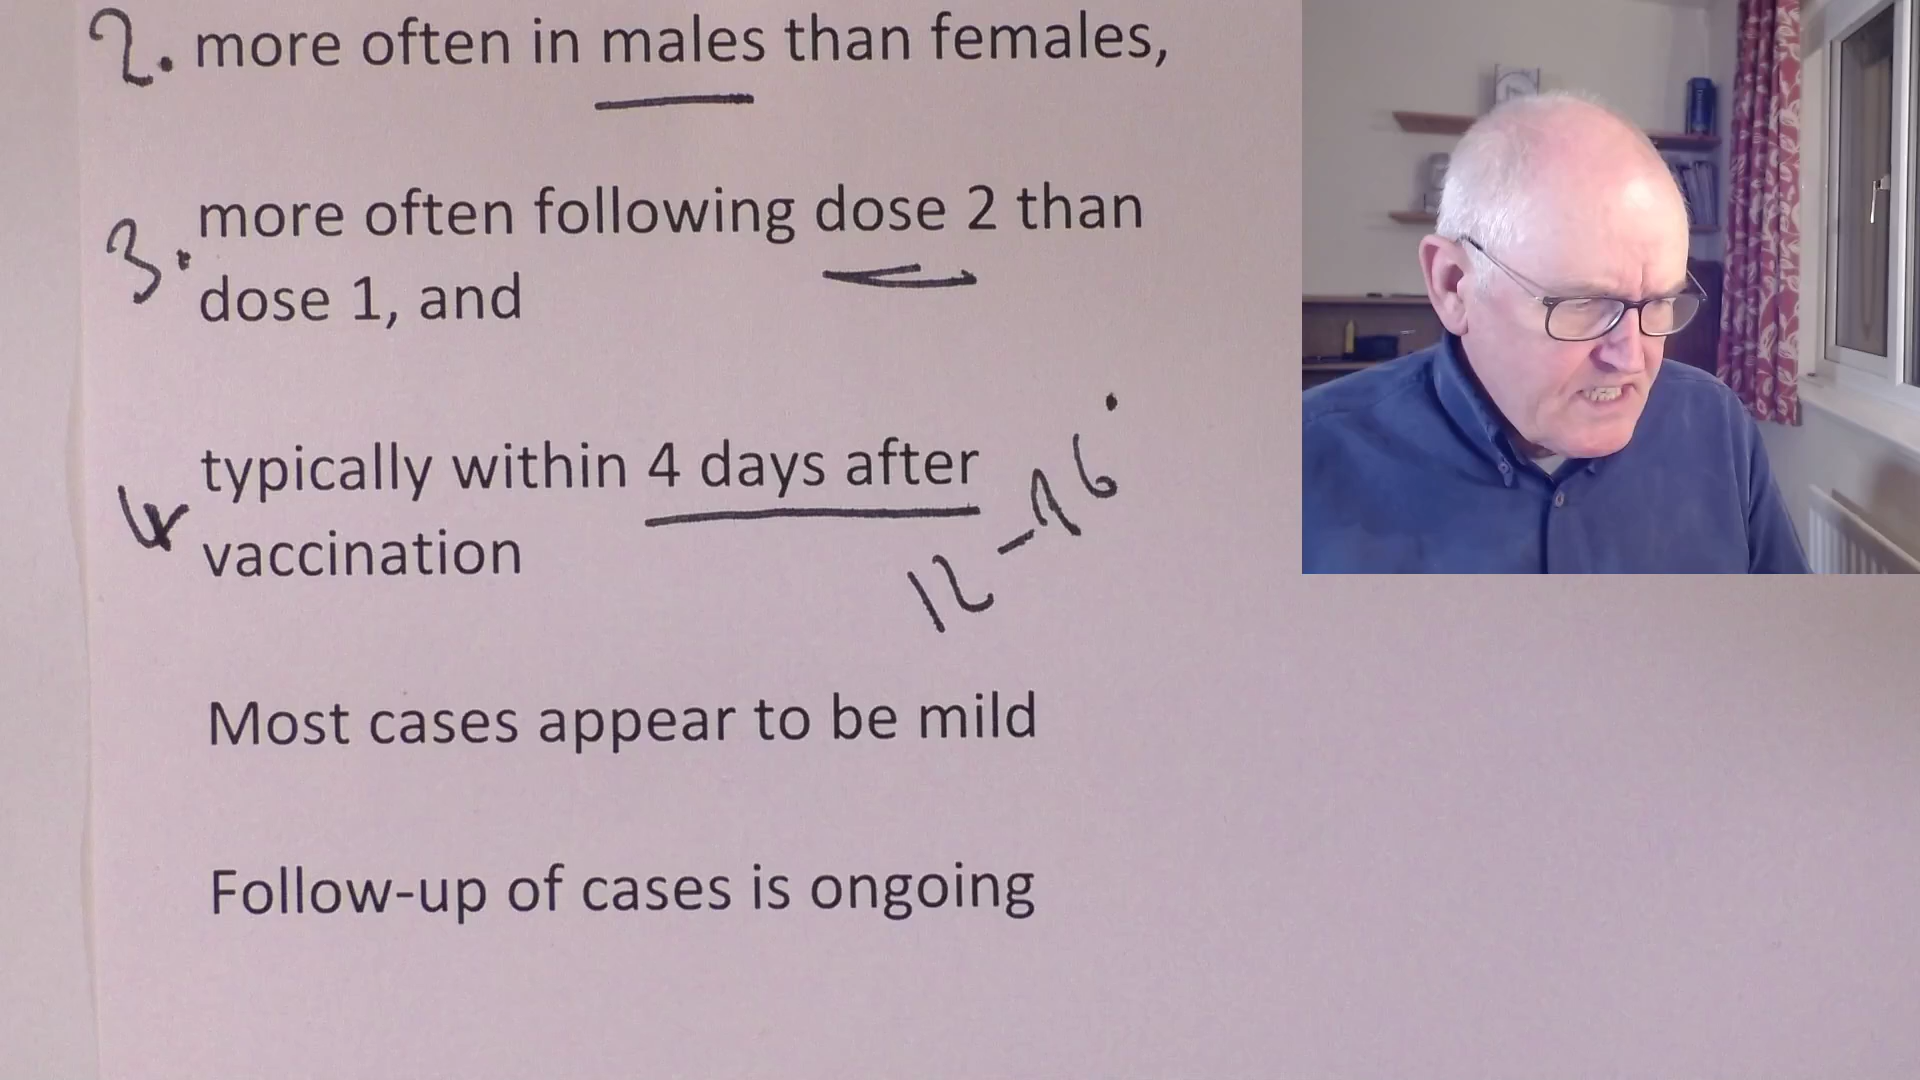 2. more often in males than females,
3. more often following dose 2 than
dose 1, and
4 typically within 4 days after
vaccination
12-16
Most cases appear to be mild
Follow-up of cases is ongoing